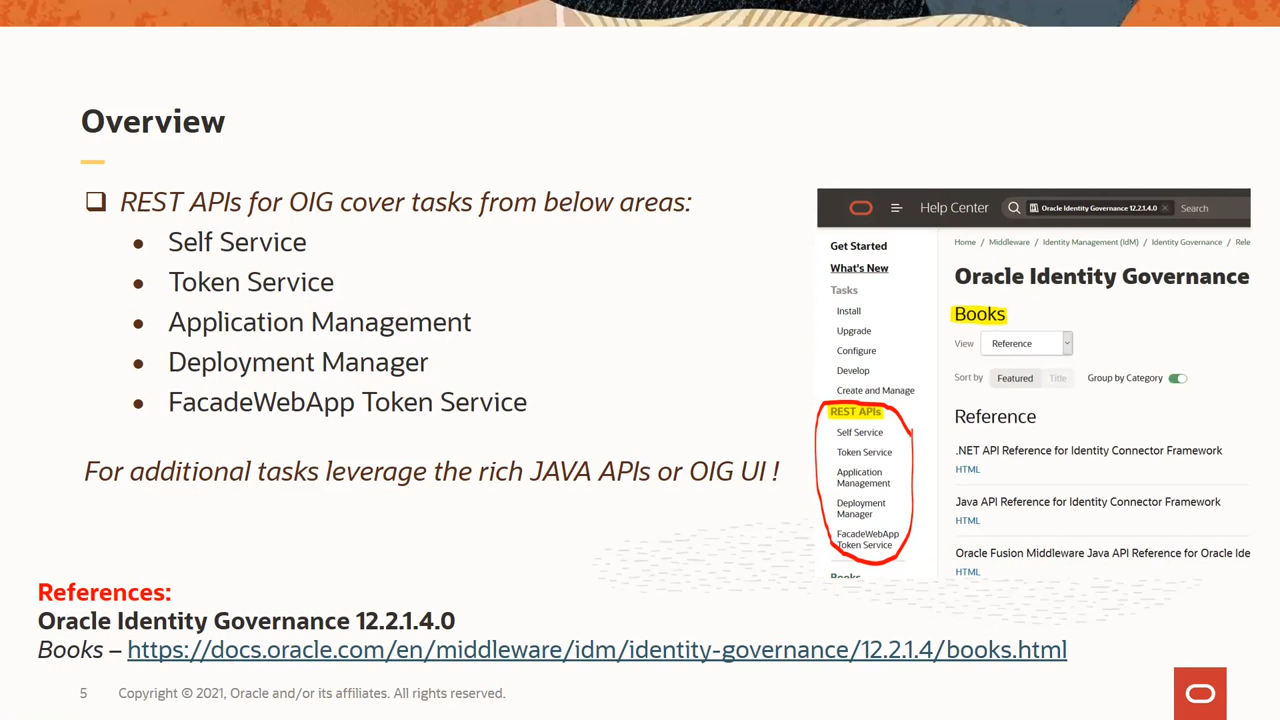 Overview
REST APIs for OIG cover tasks from below areas:
Self Service
Token Service
Application Management
Deployment Manager
FacadeWebApp Token Service
For additional tasks leverage the rich JAVA APIs or OIG UI !
Help Center
Oracle Identity Governance 12.2.1.4.0
Search
Get Started
What's New
Tasks
Install
Upgrade
Configure
Develop
Create and Manage
REST APIs
Self Service
Token Service
Application
Management
Deployment
Manager
FacadeWebApp
Token Service
Books
Home / Middleware / Identity Management (IdM) / Identity Governance / Rele
Oracle Identity Governance
Books
View Reference
Sort by Featured Title Group by Category
Reference
.NET API Reference for Identity Connector Framework
HTML
Java API Reference for Identity Connector Framework
HTML
Oracle Fusion Middleware Java API Reference for Oracle Ide
HTML
References:
Oracle Identity Governance 12.2.1.4.0
Books – https://docs.oracle.com/en/middleware/idm/identity-governance/12.2.1.4/books.html
5 Copyright © 2021, Oracle and/or its affiliates. All rights reserved.